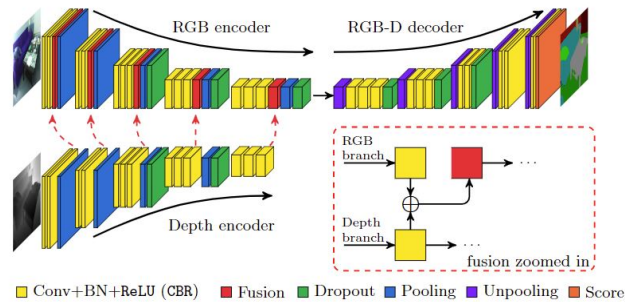 RGB encoder
RGB-D decoder
Depth encoder
RGB
branch
Depth
branch
...
...
fusion zoomed in
Conv+BN+ReLU (CBR) Fusion Dropout Pooling Unpooling Score